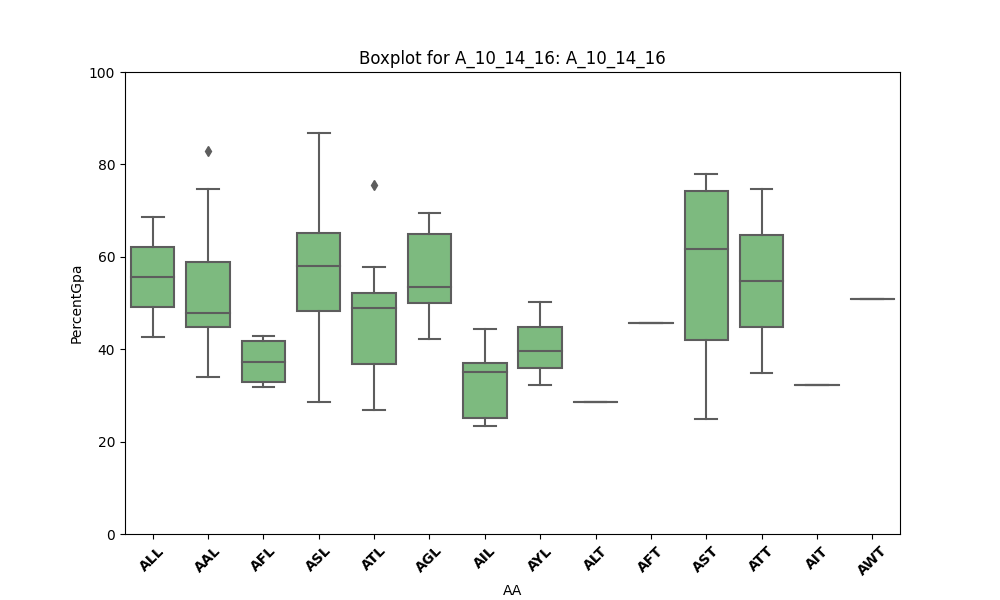 Boxplot for A_10_14_16: A_10_14_16
PercentGpa
100
80
60
40
20
0
ALL AAL AFL ASL ATL AGL AIL AYL ALT AFT AST ATT AIT AWT
AA